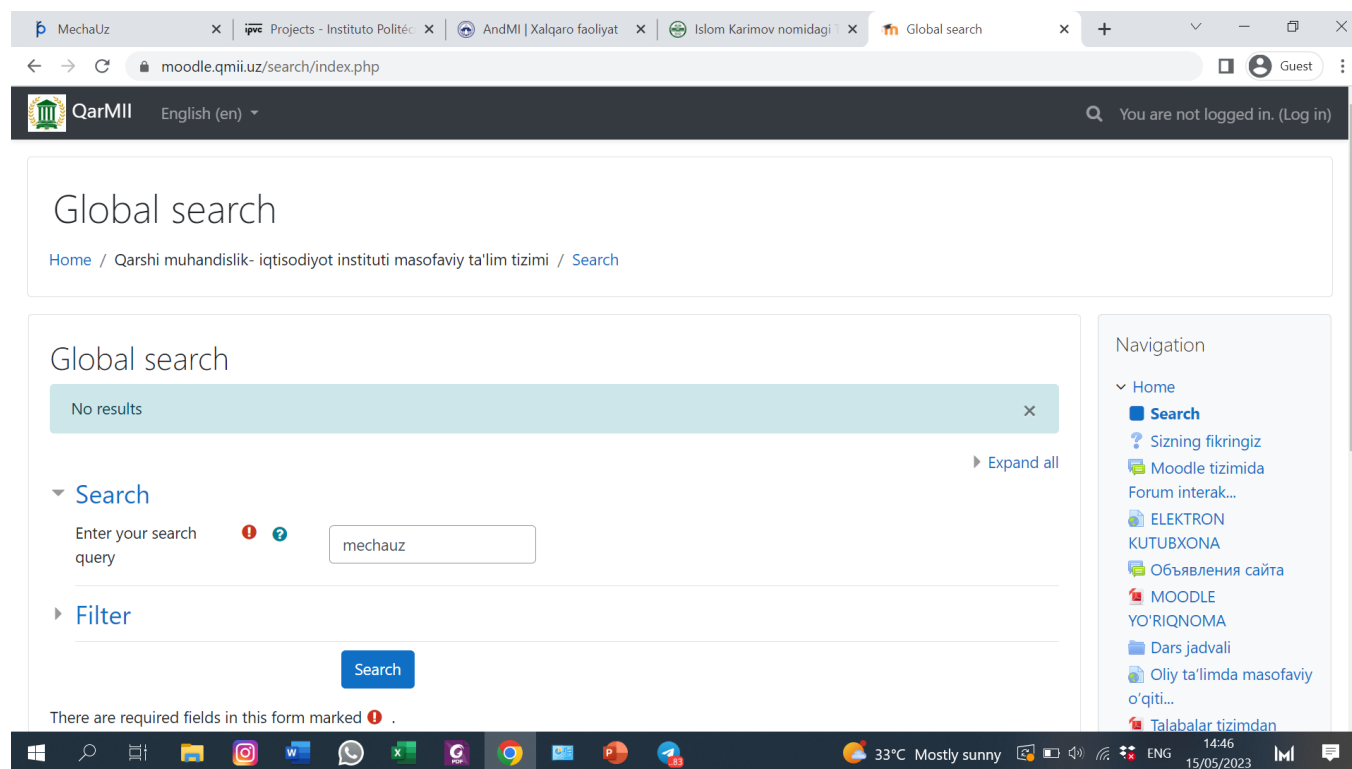 MechaUz
ipvc Projects - Instituto Politéc
AndMI | Xalqaro faoliyat
Islom Karimov nomidagi T
Global search
moodle.qmii.uz/search/index.php
Guest
QarMII
English (en)
You are not logged in. (Log in)
Global search
Home / Qarshi muhandislik- iqtisodiyot instituti masofaviy ta'lim tizimi / Search
Global search
No results
Expand all
Search
Enter your search
query
mechauz
Filter
Search
There are required fields in this form marked .
Navigation
Home
Search
Sizning fikringiz
Moodle tizimida
Forum interak...
ELEKTRON
KUTUBXONA
Объявления сайта
MOODLE
YO'RIQNOMA
Dars jadvali
Oliy ta’limda masofaviy
o‘qiti...
Talabalar tizimdan
83
33°C Mostly sunny
ENG
14:46
15/05/2023